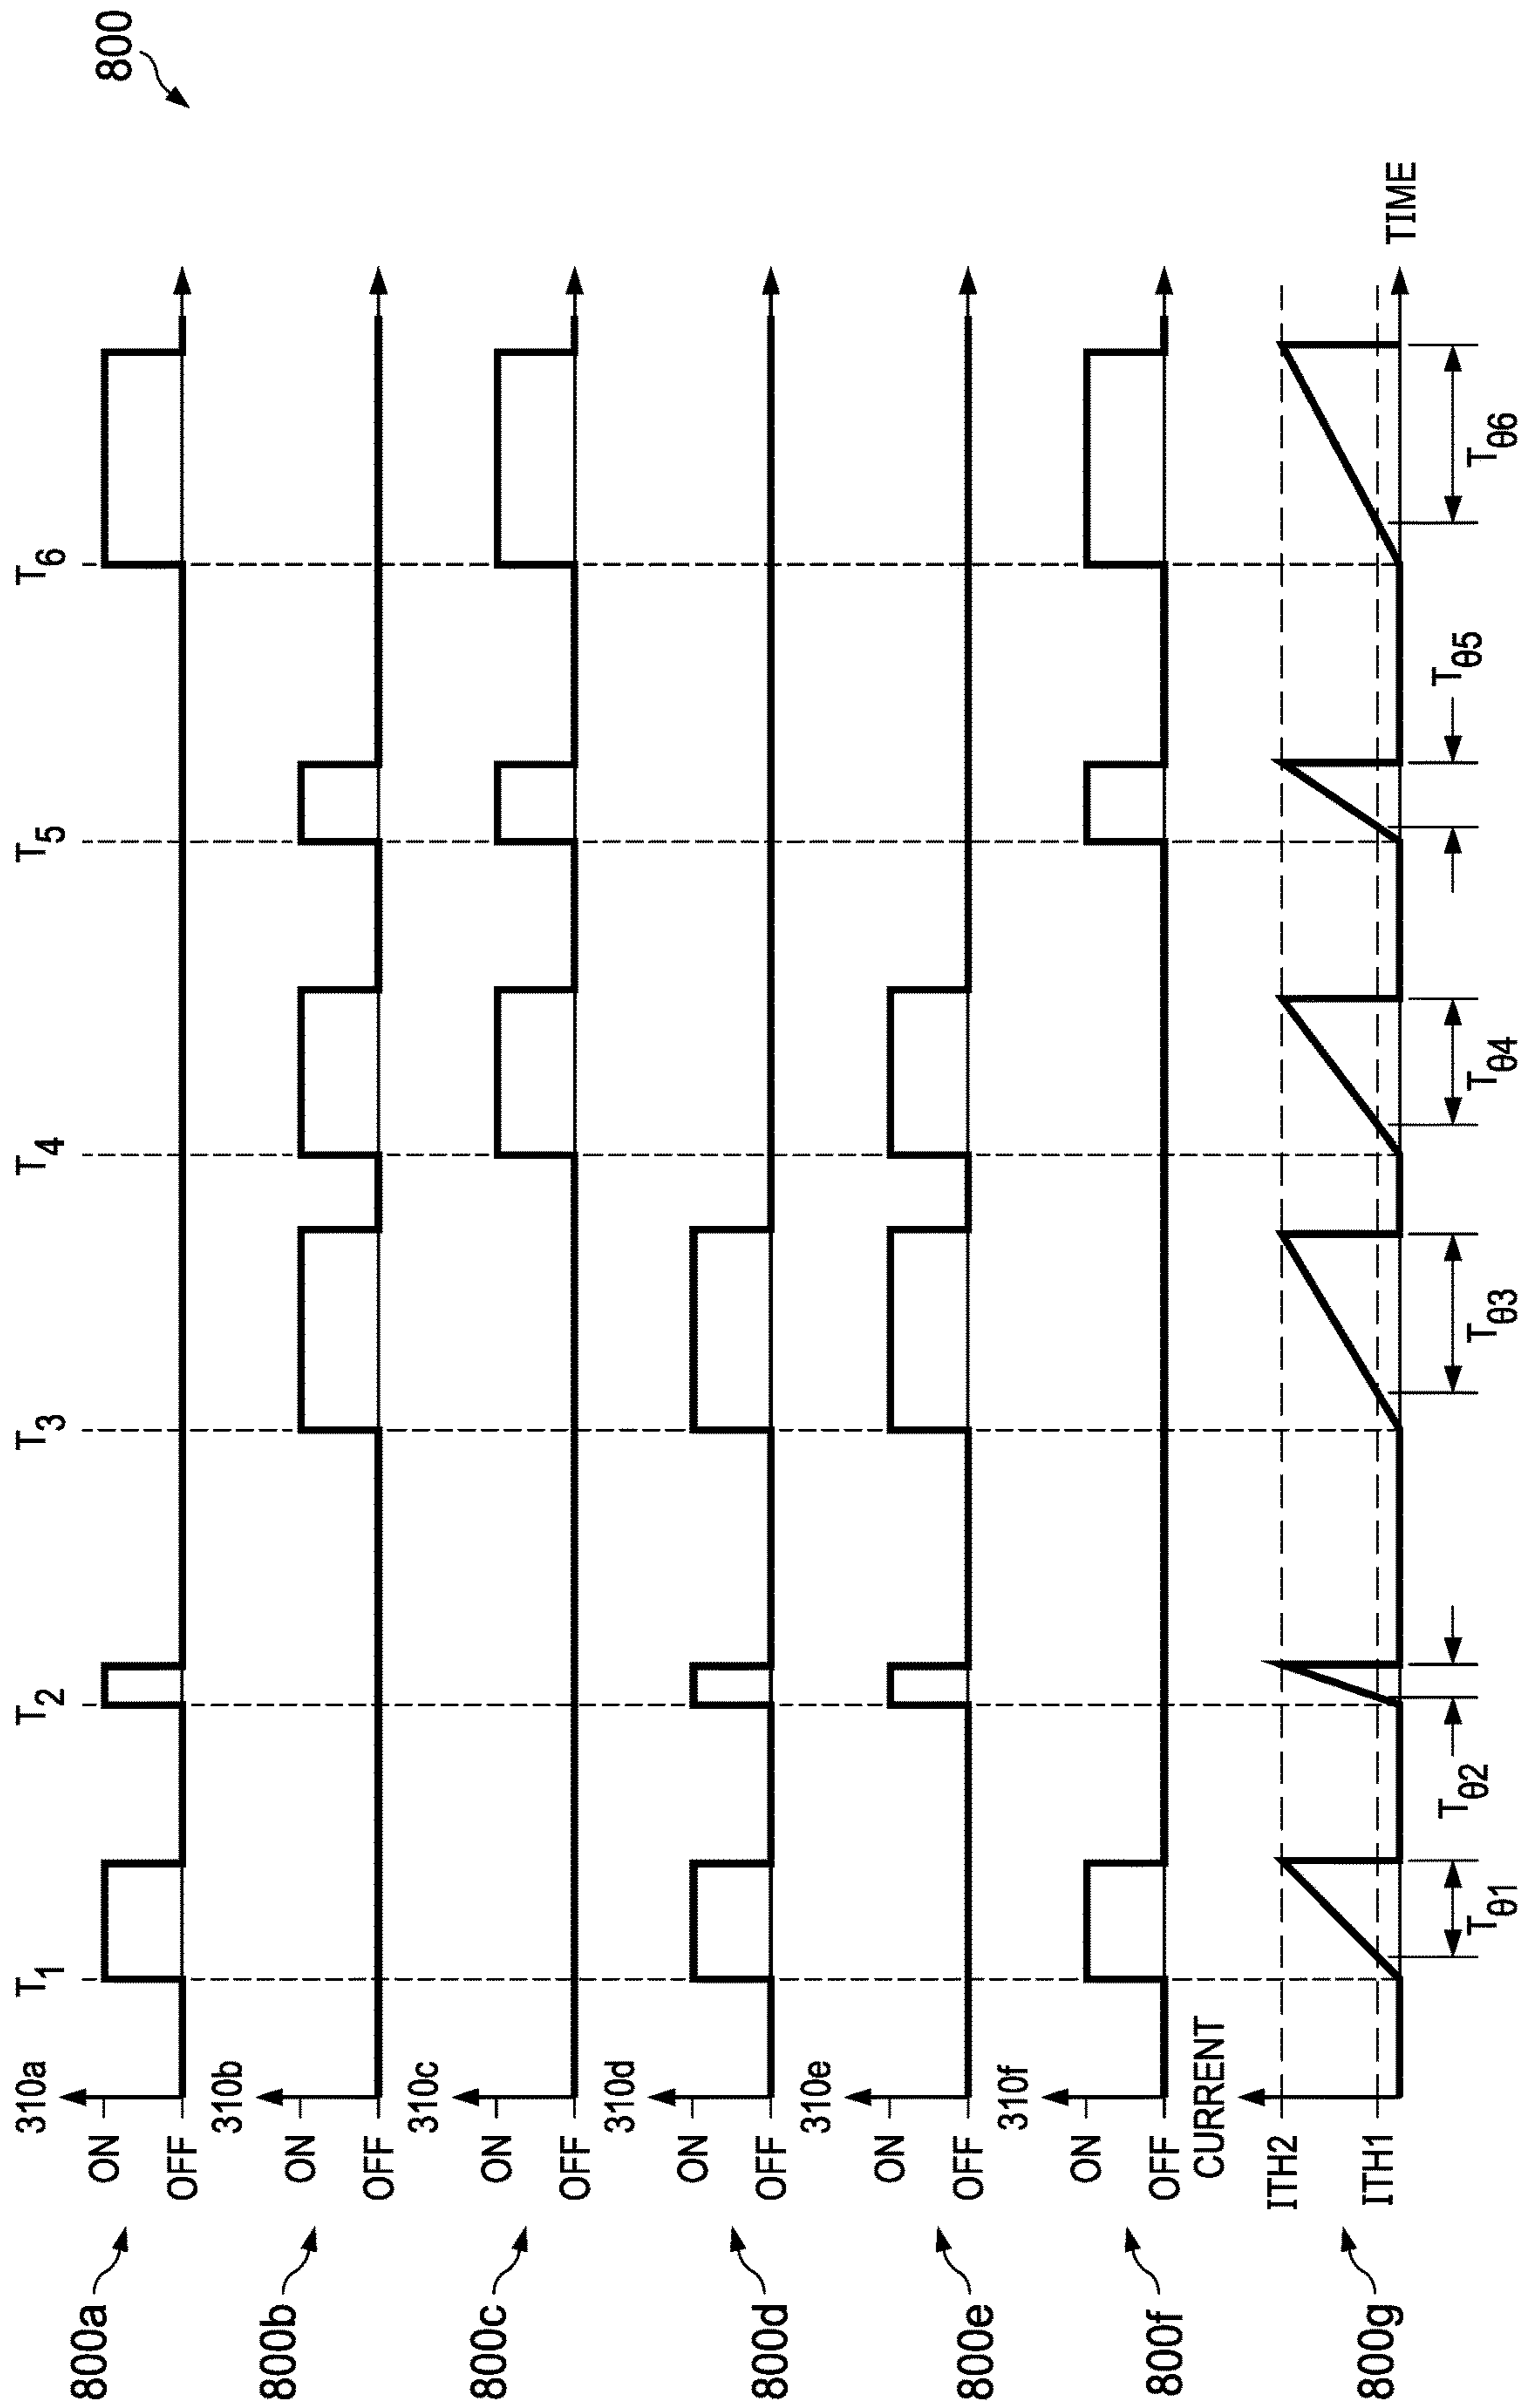 800
T1 T2 T3 T4 T5 T6
800a
310a
ON
OFF
800b
310b
ON
OFF
800c
310c
ON
OFF
800d
310d
ON
OFF
800e
310e
ON
OFF
800f
310f
ON
OFF
800g
CURRENT
ITH2
ITH1
TIME
Tθ1 Tθ2 Tθ3 Tθ4 Tθ5 Tθ6